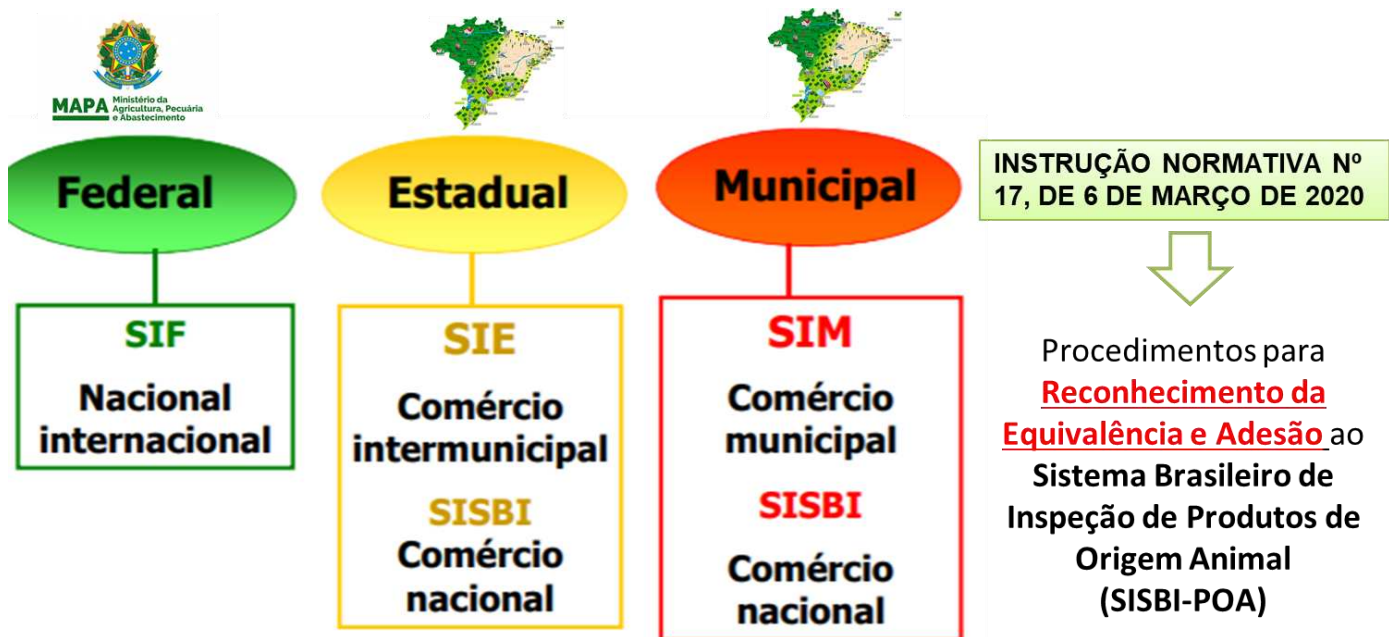 MAPA
Ministério da
Agricultura, Pecuária
e Abastecimento
Federal
SIF
Nacional
internacional
Estadual
SIE
Comércio
intermunicipal
SISBI
Comércio
nacional
Municipal
SIM
Comércio
municipal
SISBI
Comércio
nacional
INSTRUÇÃO NORMATIVA Nº
17, DE 6 DE MARÇO DE 2020
Procedimentos para
Reconhecimento da
Equivalência e Adesão ao
Sistema Brasileiro de
Inspeção de Produtos de
Origem Animal
(SISBI-POA)